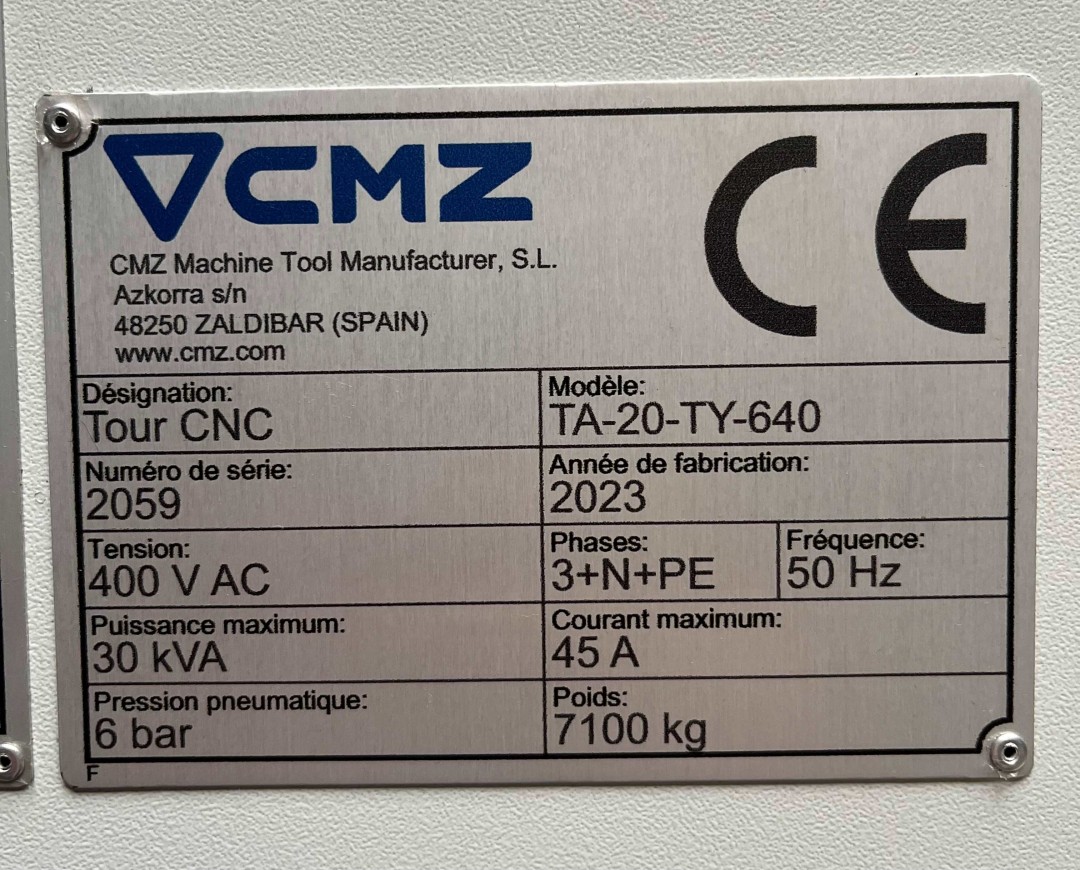 CMZ
CE
CMZ Machine Tool Manufacturer, S.L.
Azkorra s/n
48250 ZALDIBAR (SPAIN)
www.cmz.com
Désignation:
Tour CNC
Modèle:
TA-20-TY-640
Numéro de série:
2059
Année de fabrication:
2023
Tension:
400 V AC
Phases:
3+N+PE
Fréquence:
50 Hz
Puissance maximum:
30 kVA
Courant maximum:
45 A
Pression pneumatique:
6 bar
Poids:
7100 kg
F